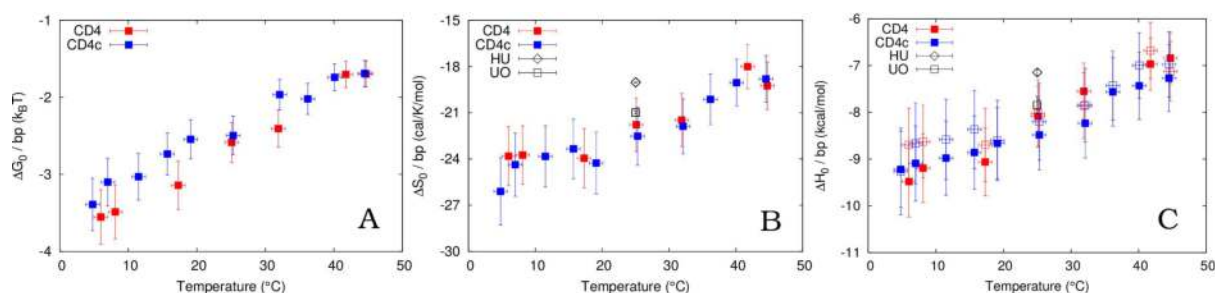 CD4
CD4c
-1
-2
-3
-4
0
10
20
30
40
50
Temperature (°C)
ΔG₀ / bp (k_BT)
A
CD4
CD4c
HU
UO
-15
-18
-21
-24
-27
-30
0
10
20
30
40
50
Temperature (°C)
ΔS₀ / bp (cal/K/mol)
B
CD4
CD4c
HU
UO
-6
-7
-8
-9
-10
-11
0
10
20
30
40
50
Temperature (°C)
ΔH₀ / bp (kcal/mol)
C